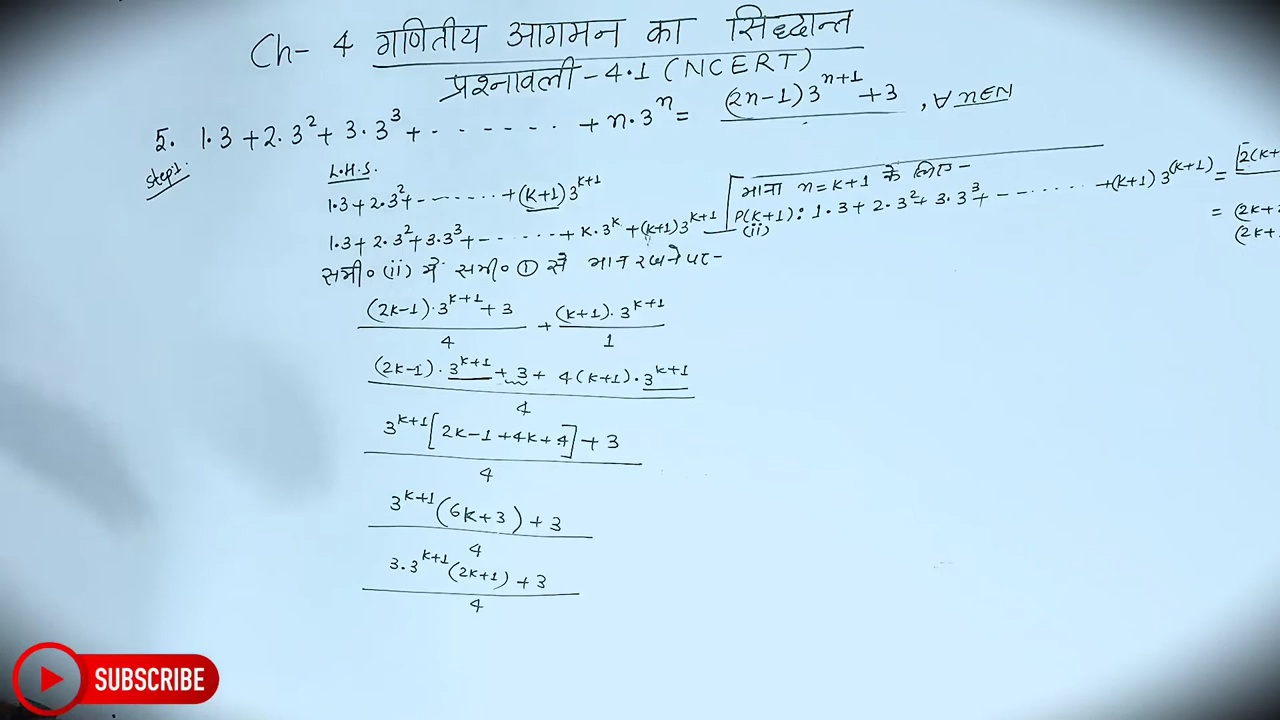 Ch- 4 गणितीय आगमन का सिद्धान्त
प्रश्नावली - 4.1 (NCERT)
5. 1·3 + 2·3² + 3·3³ + - - - - - - + n·3ⁿ = (2n-1)3ⁿ⁺¹ + 3 , ∀ n∈N
Step1:
L.H.S.
1·3 + 2·3² + - ...... + (k+1)3ᵏ⁺¹
1·3 + 2·3² + 3·3³ + - ...... + k·3ᵏ + (k+1)3ᵏ⁺¹
माना n = k+1 के लिए -
P(k+1): 1·3 + 2·3² + 3·3³ + - - ..... + (k+1) 3⁽ᵏ⁺¹⁾ = [2(k+
(ii)
= (2k+
(2k+
समी० (ii) में समी० ① से मान रखने पर -
(2k-1)·3ᵏ⁺¹ + 3 / 4 + (k+1)·3ᵏ⁺¹ / 1
(2k-1)·3ᵏ⁺¹ + 3 + 4(k+1)·3ᵏ⁺¹ / 4
3ᵏ⁺¹[2k-1+4k+4] + 3 / 4
3ᵏ⁺¹(6k+3) + 3 / 4
3·3ᵏ⁺¹(2k+1) + 3 / 4
SUBSCRIBE